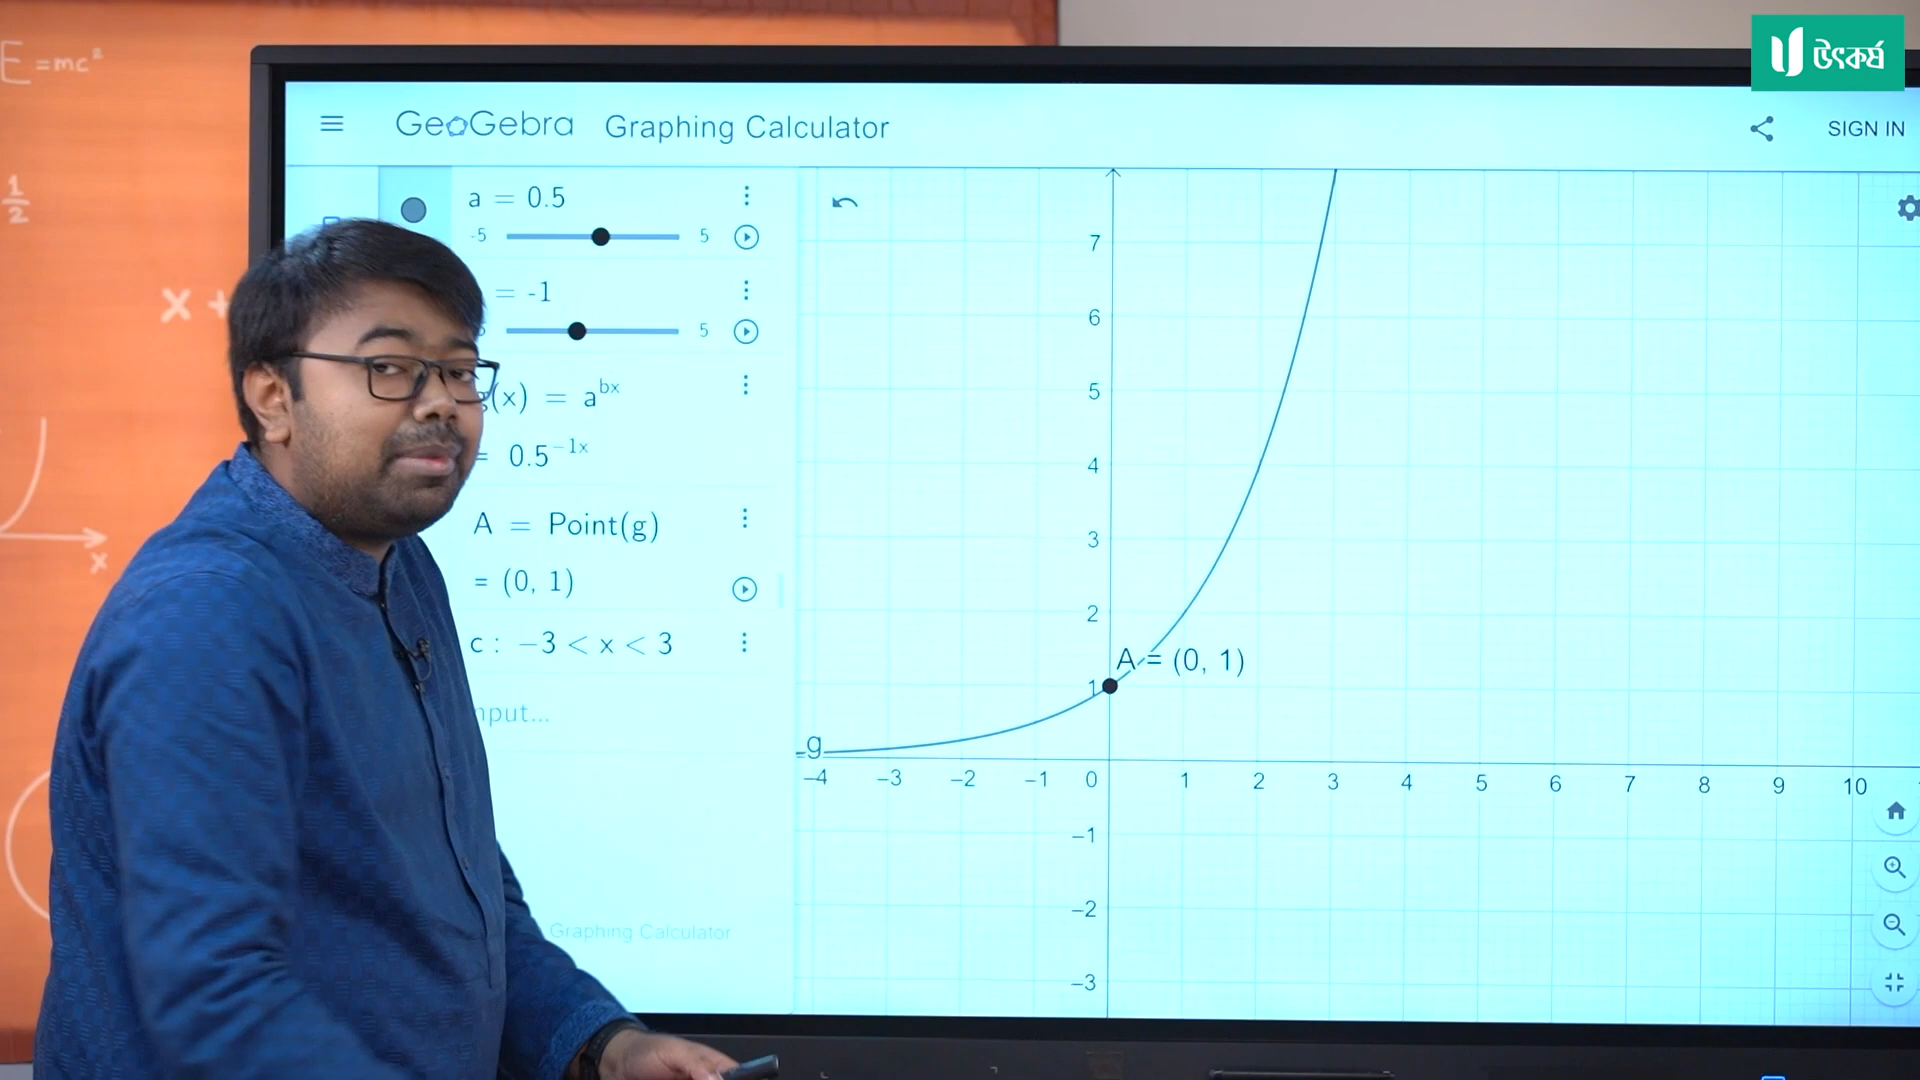 উৎকর্ষ
E=mc²
1/2
x +
x
GeoGebra Graphing Calculator
SIGN IN
a = 0.5
-5 5
= -1
5 5
g(x) = a^bx
= 0.5^−1x
A = Point(g)
= (0, 1)
c : −3 < x < 3
nput...
Graphing Calculator
7
6
5
4
3
2
A = (0, 1)
1
g
−4 −3 −2 −1 0 1 2 3 4 5 6 7 8 9 10
−1
−2
−3